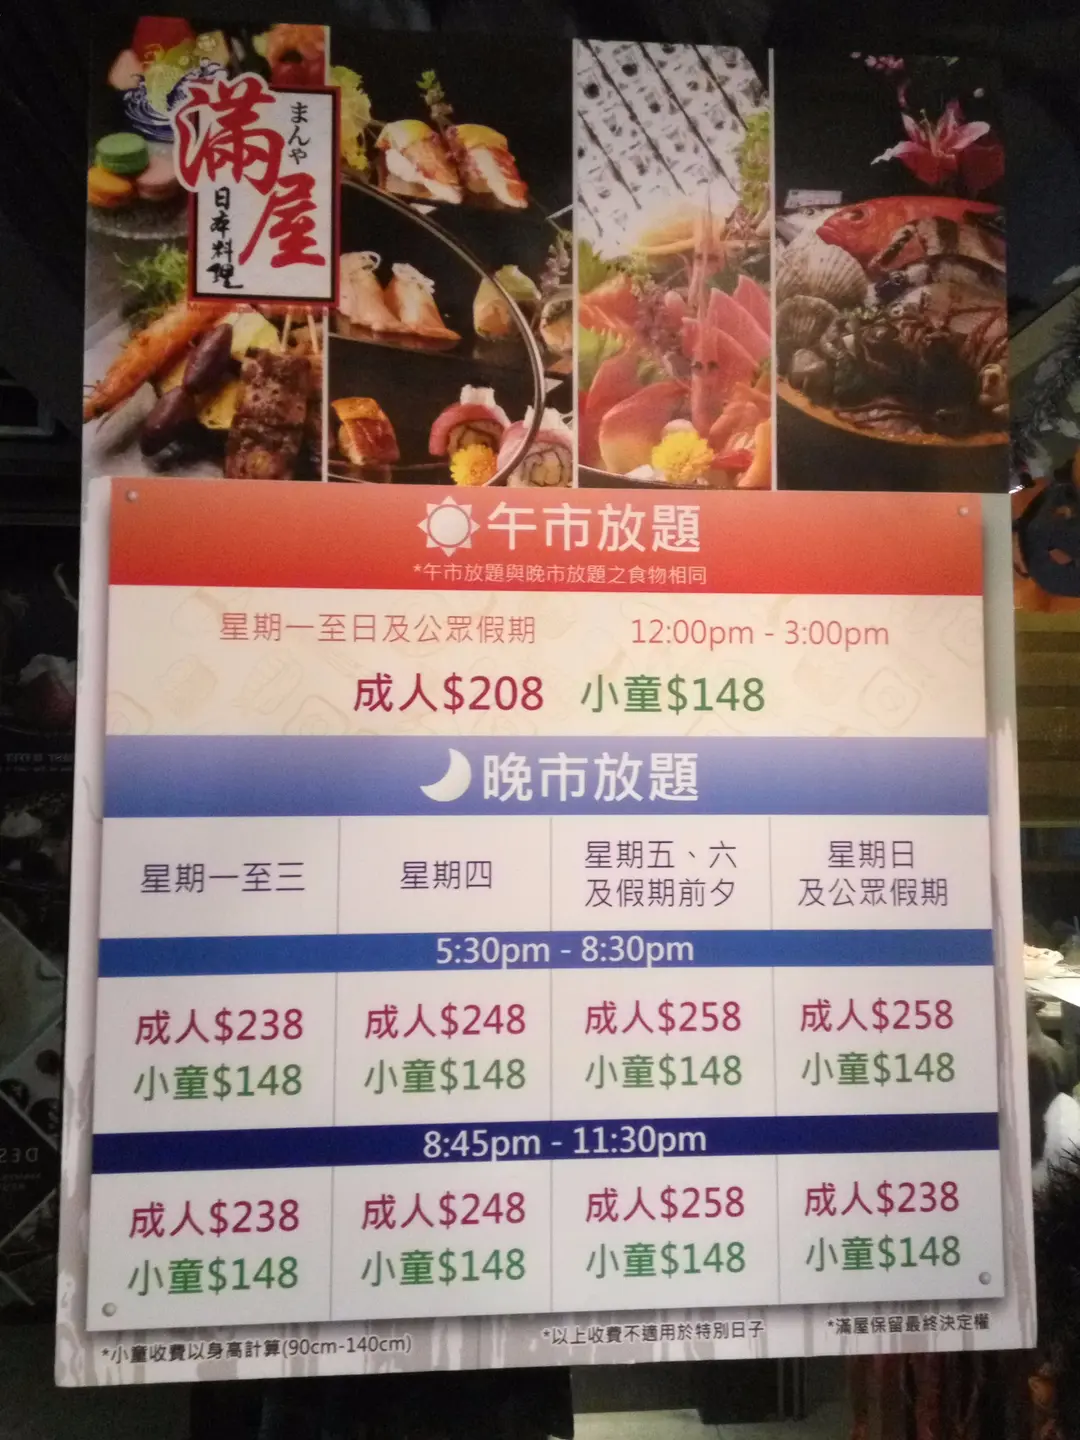 滿屋
まんや
日本料理
午市放題
*午市放題與晚市放題之食物相同
星期一至日及公眾假期 12:00pm - 3:00pm
成人$208 小童$148
晚市放題
星期一至三
星期四
星期五、六
及假期前夕
星期日
及公眾假期
5:30pm - 8:30pm
成人$238 成人$248 成人$258 成人$258
小童$148 小童$148 小童$148 小童$148
8:45pm - 11:30pm
成人$238 成人$248 成人$258 成人$238
小童$148 小童$148 小童$148 小童$148
*小童收費以身高計算(90cm-140cm)
*以上收費不適用於特別日子
*滿屋保留最終決定權